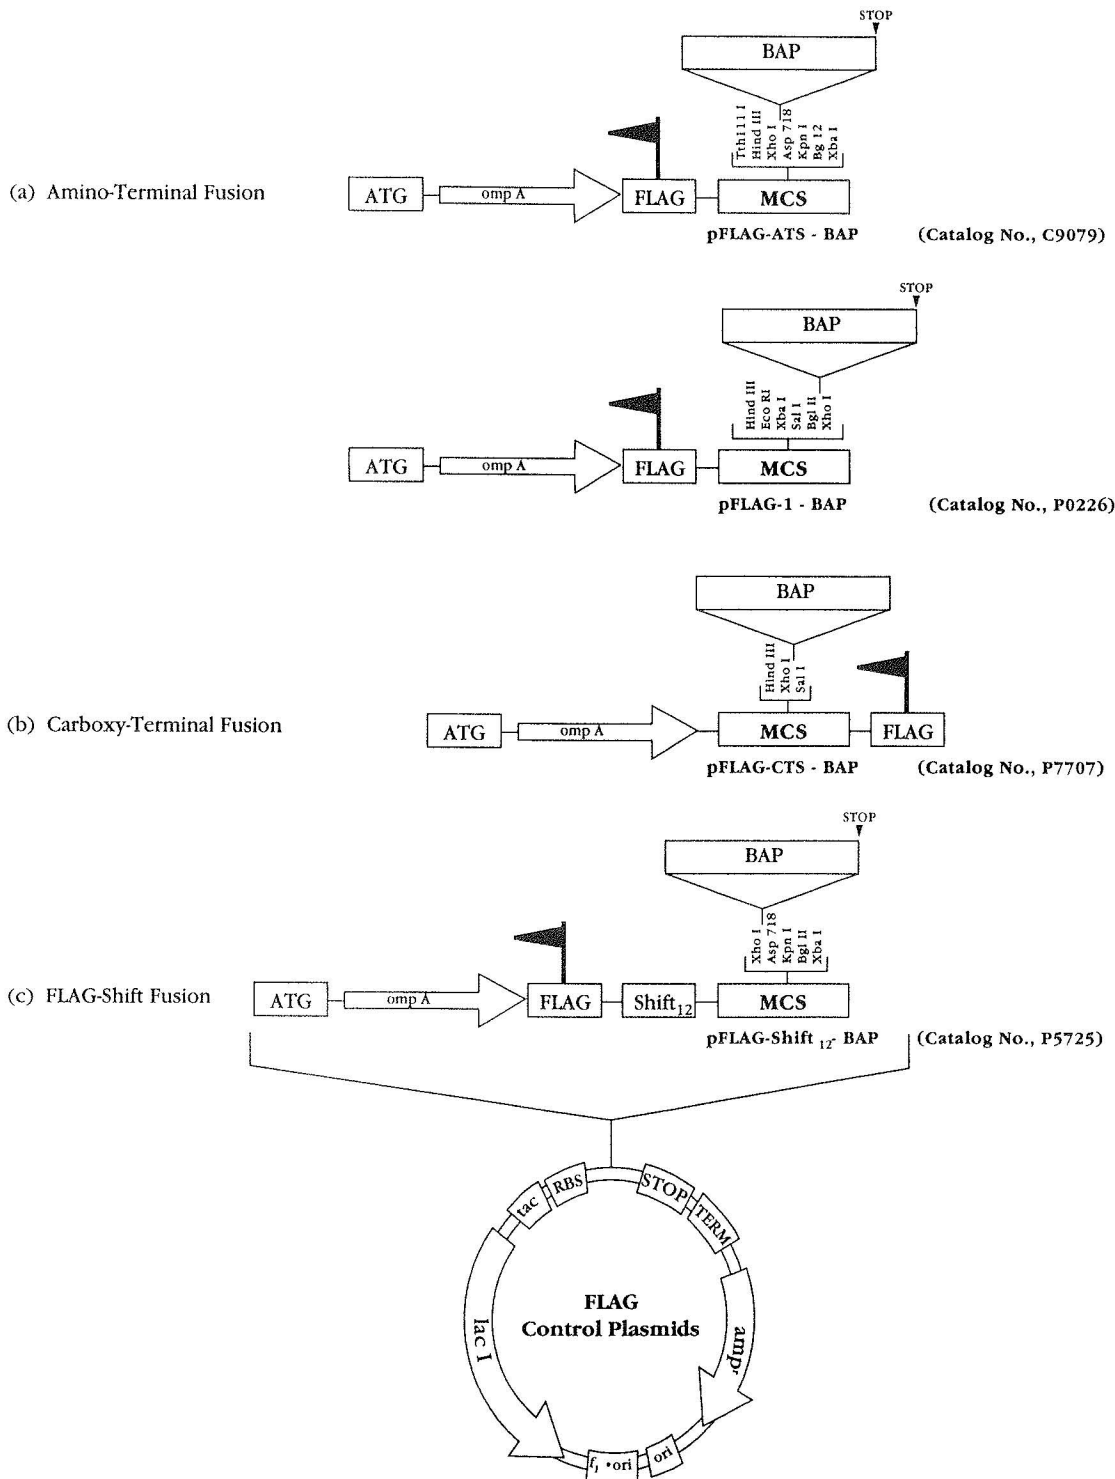 STOP
BAP
Tthl 11 I
Hind III
Xho I
Asp 718
Kpn I
Bg 12
Xba I
(a) Amino-Terminal Fusion
ATG
omp A
FLAG
MCS
pFLAG-ATS - BAP
(Catalog No., C9079)
STOP
BAP
Hind III
Eco RI
Xba I
Sal I
Bgl II
Xho I
ATG
omp A
FLAG
MCS
pFLAG-1 - BAP
(Catalog No., P0226)
BAP
Hind III
Xho I
Sal I
(b) Carboxy-Terminal Fusion
ATG
omp A
MCS
FLAG
pFLAG-CTS - BAP
(Catalog No., P7707)
STOP
BAP
Xho I
Asp 718
Kpn I
Bgl II
Xba I
(c) FLAG-Shift Fusion
ATG
omp A
FLAG
Shift12
MCS
pFLAG-Shift 12- BAP
(Catalog No., P5725)
tac
RBS
STOP
TERM
FLAG
Control Plasmids
lac I
ampr
f1 •ori
ori